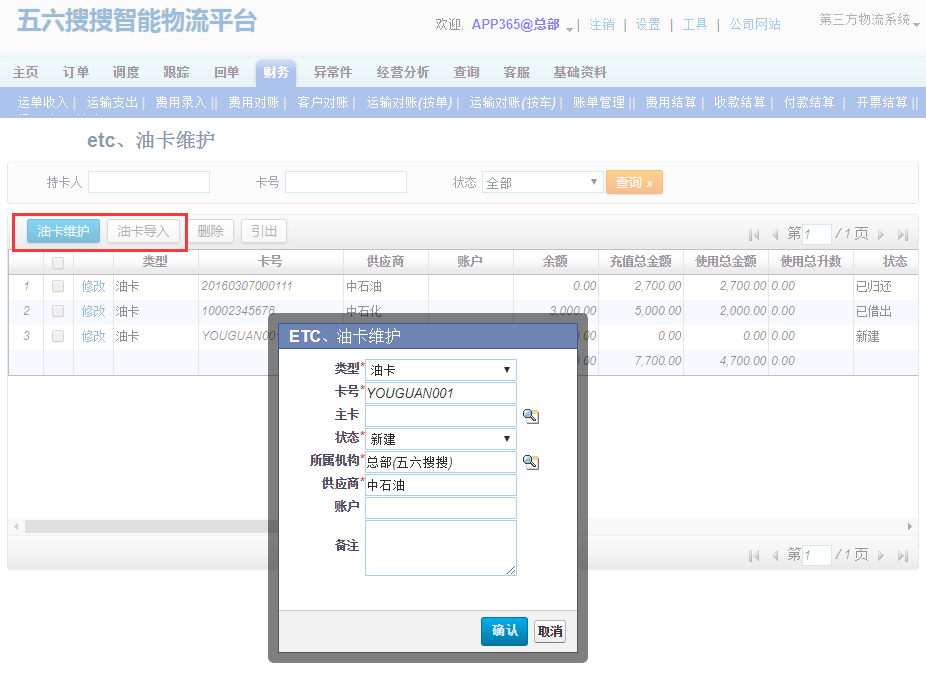 五六搜搜智能物流平台
欢迎, APP365@总部 | 注销 | 设置 | 工具 | 公司网站 第三方物流系统
主页 订单 调度 跟踪 回单 财务 异常件 经营分析 查询 客服 基础资料
运单收入 | 运输支出 | 费用录入 || 费用对账 | 客户对账 | 运输对账(按单) | 运输对账(按车) | 账单管理 || 费用结算 | 收款结算 | 付款结算 | 开票结算 ||
etc、油卡维护
持卡人 卡号 状态 全部 查询 »
油卡维护 油卡导入 删除 引出 第 1 / 1 页
类型 卡号 供应商 账户 余额 充值总金额 使用总金额 使用总升数 状态
1 修改 油卡 20160307000111 中石油 0.00 2,700.00 2,700.00 0.00 已归还
2 修改 油卡 10002345678 中石化 3,000.00 5,000.00 2,000.00 0.00 已借出
3 修改 油卡 YOUGUAN00 00 0.00 0.00 0.00 新建
00 7,700.00 4,700.00 0.00
ETC、油卡维护
类型* 油卡
卡号* YOUGUAN001
主卡
状态* 新建
所属机构* 总部(五六搜搜)
供应商* 中石油
账户
备注
第 1 / 1 页
确认 取消